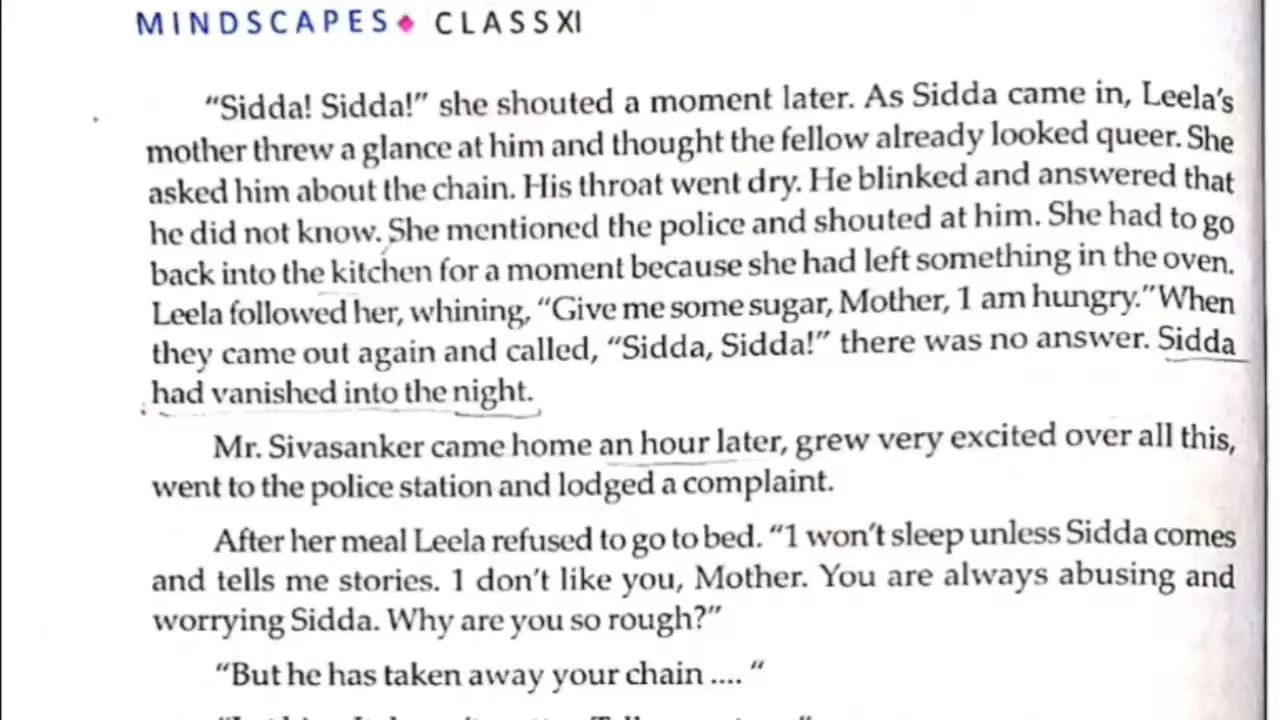 MINDSCAPES◆ CLASS XI
“Sidda! Sidda!” she shouted a moment later. As Sidda came in, Leela's
mother threw a glance at him and thought the fellow already looked queer. She
asked him about the chain. His throat went dry. He blinked and answered that
he did not know. She mentioned the police and shouted at him. She had to go
back into the kitchen for a moment because she had left something in the oven.
Leela followed her, whining, “Give me some sugar, Mother, 1 am hungry.” When
they came out again and called, “Sidda, Sidda!” there was no answer. Sidda
had vanished into the night.
Mr. Sivasanker came home an hour later, grew very excited over all this,
went to the police station and lodged a complaint.
After her meal Leela refused to go to bed. “1 won't sleep unless Sidda comes
and tells me stories. 1 don't like you, Mother. You are always abusing and
worrying Sidda. Why are you so rough?”
“But he has taken away your chain .... “